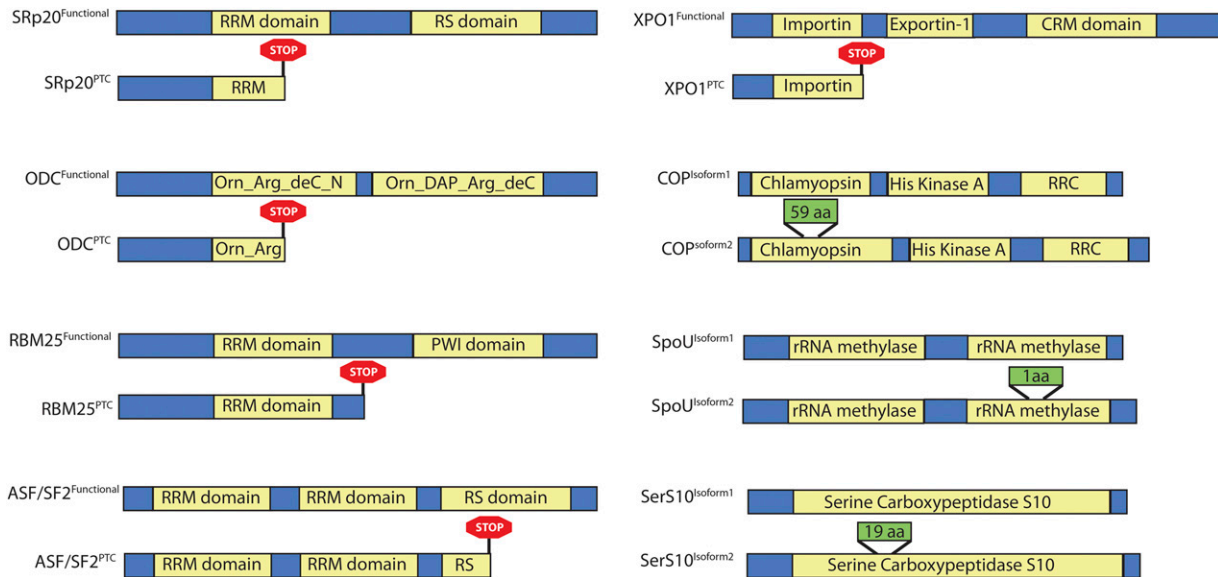 SRp20Functional
RRM domain
RS domain
STOP
SRp20PTC
RRM
ODCFunctional
Orn_Arg_deC_N
Orn_DAP_Arg_deC
STOP
ODCPTC
Orn_Arg
RBM25Functional
RRM domain
PWI domain
STOP
RBM25PTC
RRM domain
ASF/SF2Functional
RRM domain
RRM domain
RS domain
STOP
ASF/SF2PTC
RRM domain
RRM domain
RS
XPO1Functional
Importin
Exportin-1
CRM domain
STOP
XPO1PTC
Importin
COPIsoform1
Chlamyopsin
His Kinase A
RRC
59 aa
COPsoform2
Chlamyopsin
His Kinase A
RRC
SpoUIsoform1
rRNA methylase
rRNA methylase
1aa
SpoUIsoform2
rRNA methylase
rRNA methylase
SerS10Isoform1
Serine Carboxypeptidase S10
19 aa
SerS10Isoform2
Serine Carboxypeptidase S10